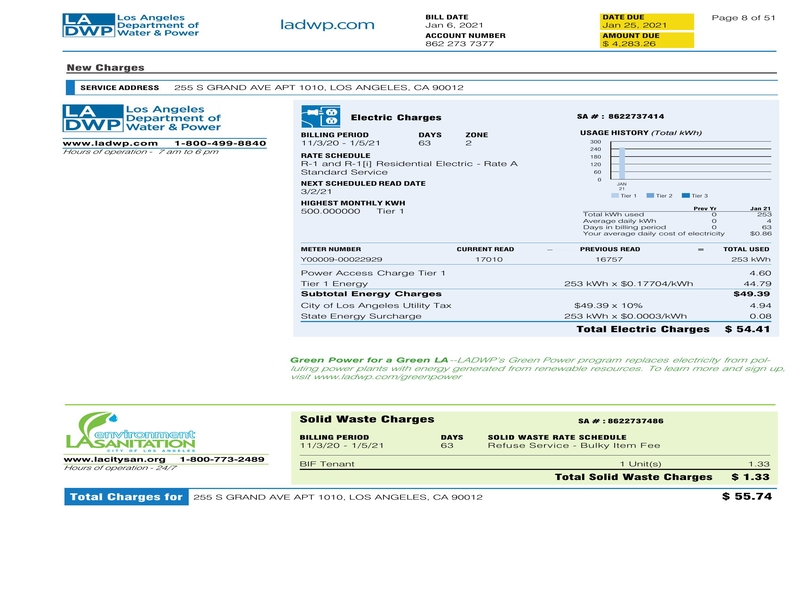 LA DWP Los Angeles Department of Water & Power
ladwp.com
BILL DATE
Jan 6, 2021
ACCOUNT NUMBER
862 273 7377
DATE DUE
Jan 25, 2021
AMOUNT DUE
$ 4,283.26
Page 8 of 51
New Charges
SERVICE ADDRESS 255 S GRAND AVE APT 1010, LOS ANGELES, CA 90012
LA DWP Los Angeles Department of Water & Power
www.ladwp.com 1-800-499-8840
Hours of operation - 7 am to 6 pm
Electric Charges
SA # : 8622737414
BILLING PERIOD DAYS ZONE
11/3/20 - 1/5/21 63 2
RATE SCHEDULE
R-1 and R-1[i] Residential Electric - Rate A
Standard Service
NEXT SCHEDULED READ DATE
3/2/21
HIGHEST MONTHLY KWH
500.000000 Tier 1
USAGE HISTORY (Total kWh)
300
240
180
120
60
0
JAN
21
Tier 1 Tier 2 Tier 3
Prev Yr Jan 21
Total kWh used 0 253
Average daily kWh 0 4
Days in billing period 0 63
Your average daily cost of electricity $0.86
METER NUMBER CURRENT READ – PREVIOUS READ = TOTAL USED
Y00009-00022929 17010 16757 253 kWh
Power Access Charge Tier 1 4.60
Tier 1 Energy 253 kWh x $0.17704/kWh 44.79
Subtotal Energy Charges $49.39
City of Los Angeles Utility Tax $49.39 x 10% 4.94
State Energy Surcharge 253 kWh x $0.0003/kWh 0.08
Total Electric Charges $ 54.41
Green Power for a Green LA--LADWP's Green Power program replaces electricity from pol-
luting power plants with energy generated from renewable resources. To learn more and sign up,
visit www.ladwp.com/greenpower
environment
LASANITATION
CITY OF LOS ANGELES
www.lacitysan.org 1-800-773-2489
Hours of operation - 24/7
Solid Waste Charges
SA # : 8622737486
BILLING PERIOD DAYS SOLID WASTE RATE SCHEDULE
11/3/20 - 1/5/21 63 Refuse Service - Bulky Item Fee
BIF Tenant 1 Unit(s) 1.33
Total Solid Waste Charges $ 1.33
Total Charges for 255 S GRAND AVE APT 1010, LOS ANGELES, CA 90012 $ 55.74